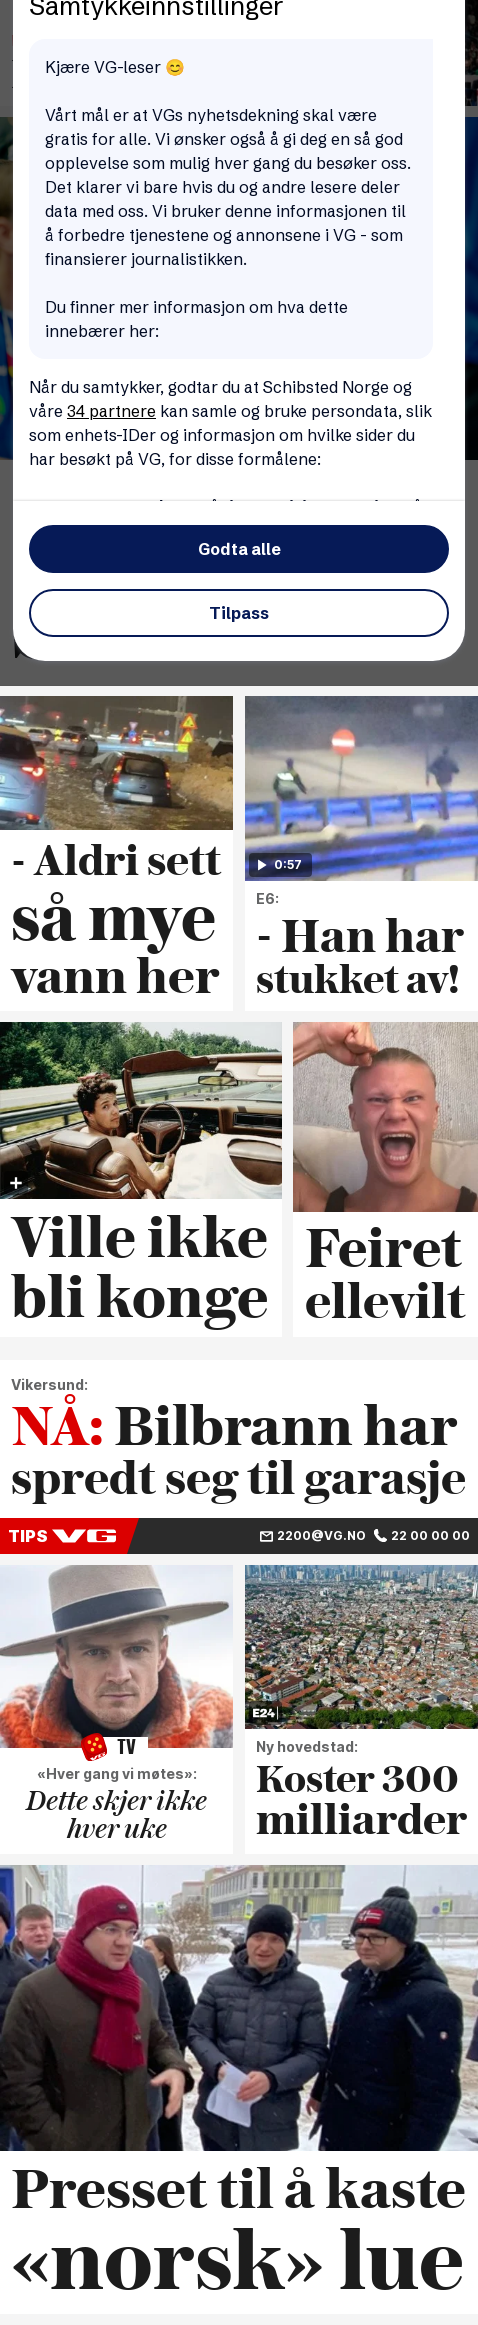 Samtykkeinnstillinger
Kjære VG-leser 😊
Vårt mål er at VGs nyhetsdekning skal være
gratis for alle. Vi ønsker også å gi deg en så god
opplevelse som mulig hver gang du besøker oss.
Det klarer vi bare hvis du og andre lesere deler
data med oss. Vi bruker denne informasjonen til
å forbedre tjenestene og annonsene i VG - som
finansierer journalistikken.
Du finner mer informasjon om hva dette
innebærer her:
Når du samtykker, godtar du at Schibsted Norge og
våre 34 partnere kan samle og bruke persondata, slik
som enhets-IDer og informasjon om hvilke sider du
har besøkt på VG, for disse formålene:
Godta alle
Tilpass
- Aldri sett
så mye
vann her
0:57
E6:
- Han har
stukket av!
Ville ikke
bli konge
Feiret
ellevilt
Vikersund:
NÅ: Bilbrann har
spredt seg til garasje
TIPS VG
2200@VG.NO 22 00 00 00
TV
«Hver gang vi møtes»:
Dette skjer ikke
hver uke
E24
Ny hovedstad:
Koster 300
milliarder
Presset til å kaste
«norsk» lue